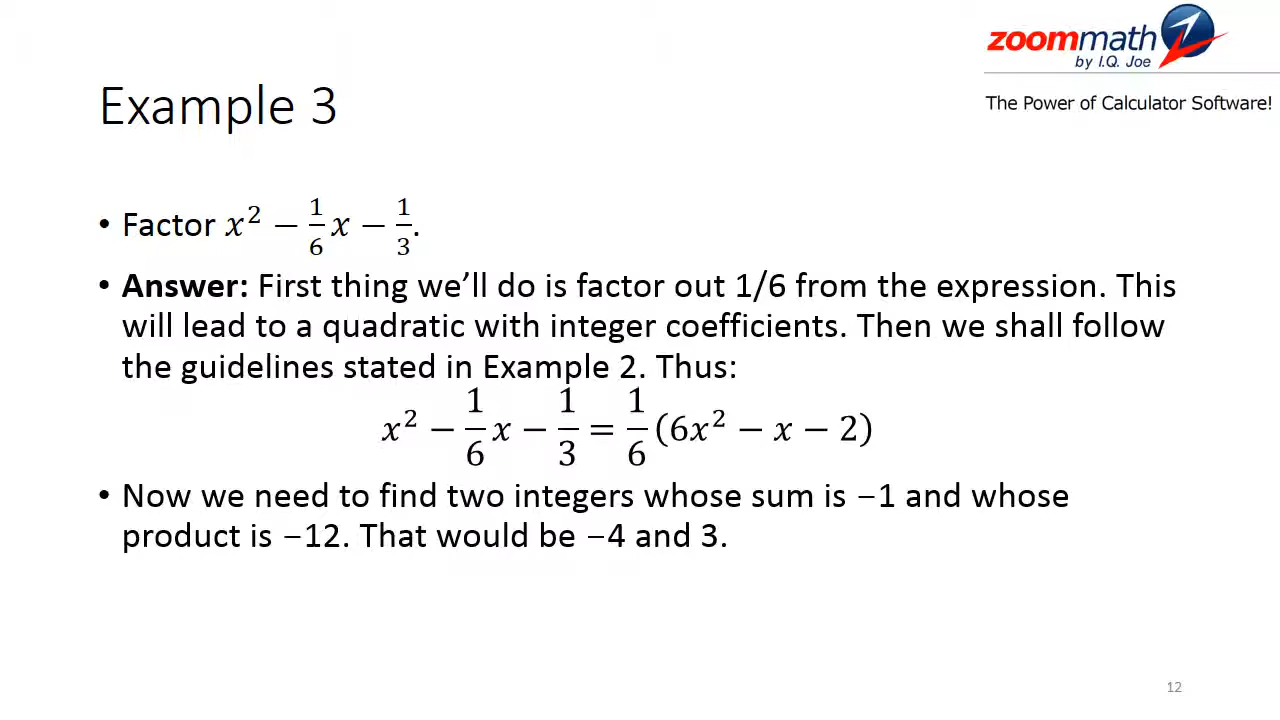 zoommath
by I.Q. Joe
The Power of Calculator Software!
Example 3
• Factor x² − 1/6 x − 1/3.
• Answer: First thing we’ll do is factor out 1/6 from the expression. This
will lead to a quadratic with integer coefficients. Then we shall follow
the guidelines stated in Example 2. Thus:
x² − 1/6 x − 1/3 = 1/6 (6x² − x − 2)
• Now we need to find two integers whose sum is −1 and whose
product is −12. That would be −4 and 3.
12